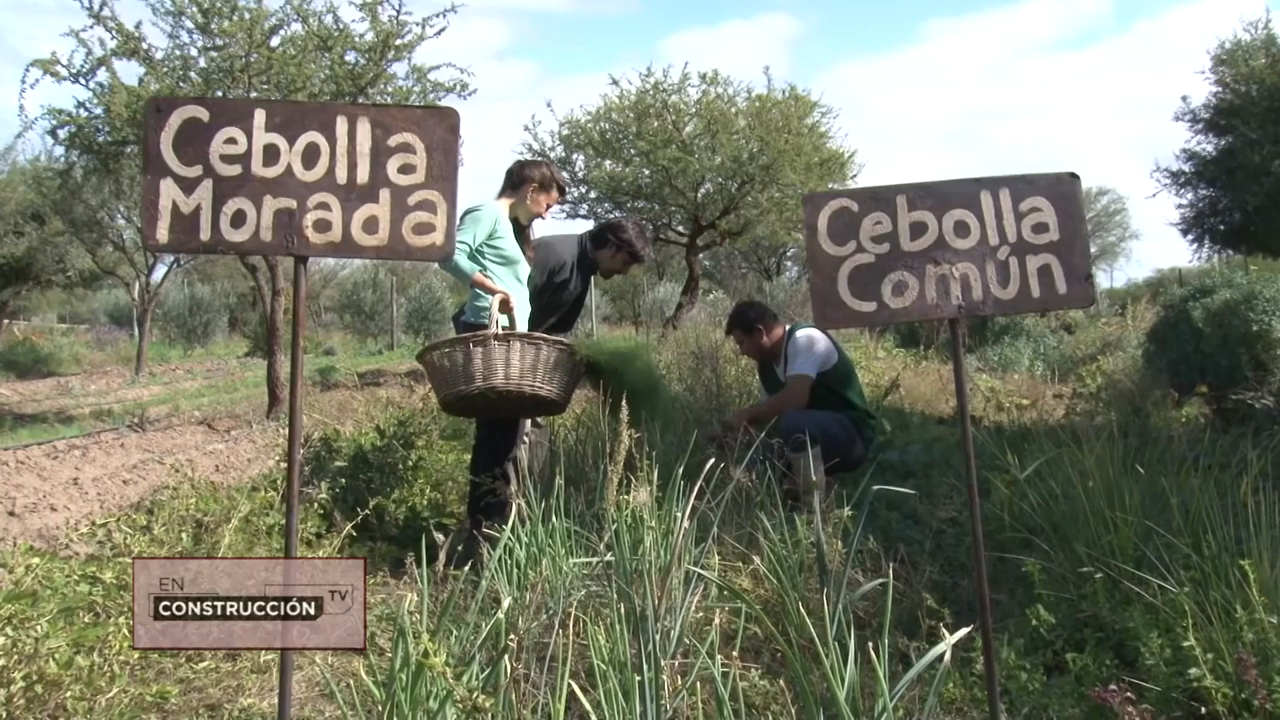 Cebolla
Morada
Cebolla
Común
EN
CONSTRUCCIÓN TV